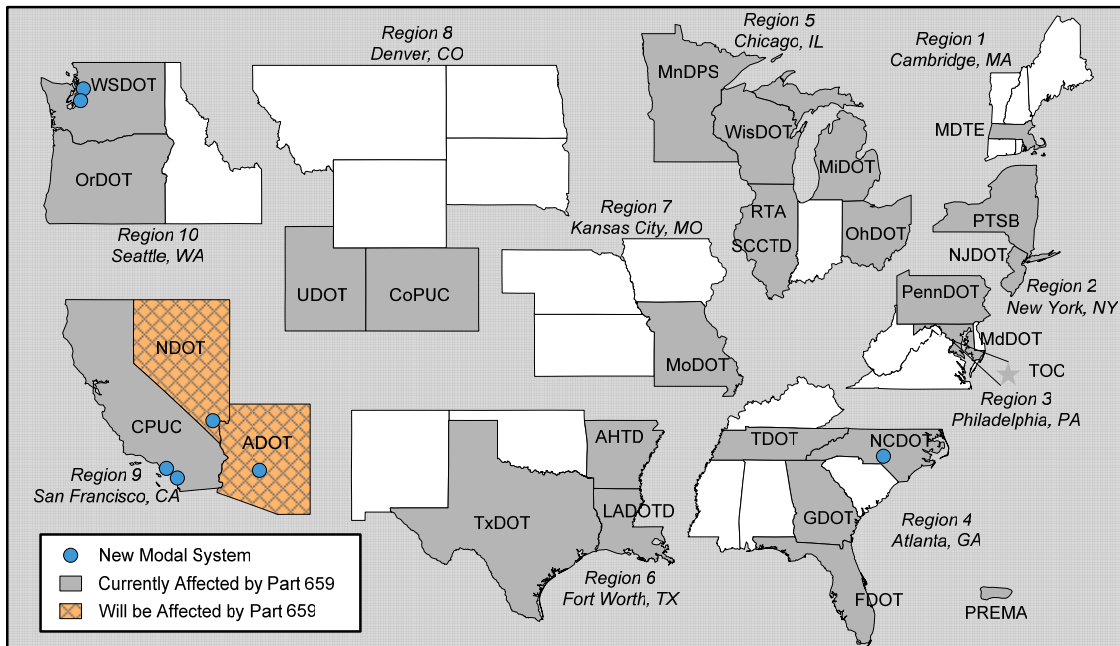 Region 8
Denver, CO
Region 5
Chicago, IL
Region 1
Cambridge, MA
WSDOT
OrDOT
Region 10
Seattle, WA
MnDPS
WisDOT
MiDOT
RTA
SCCTD
OhDOT
MDTE
PTSB
NJDOT
Region 2
New York, NY
Region 7
Kansas City, MO
UDOT
CoPUC
MoDOT
PennDOT
MdDOT
TOC
Region 3
Philadelphia, PA
NDOT
CPUC
ADOT
Region 9
San Francisco, CA
AHTD
TxDOT
LADOTD
Region 6
Fort Worth, TX
TDOT
NCDOT
GDOT
Region 4
Atlanta, GA
FDOT
PREMA
New Modal System
Currently Affected by Part 659
Will be Affected by Part 659